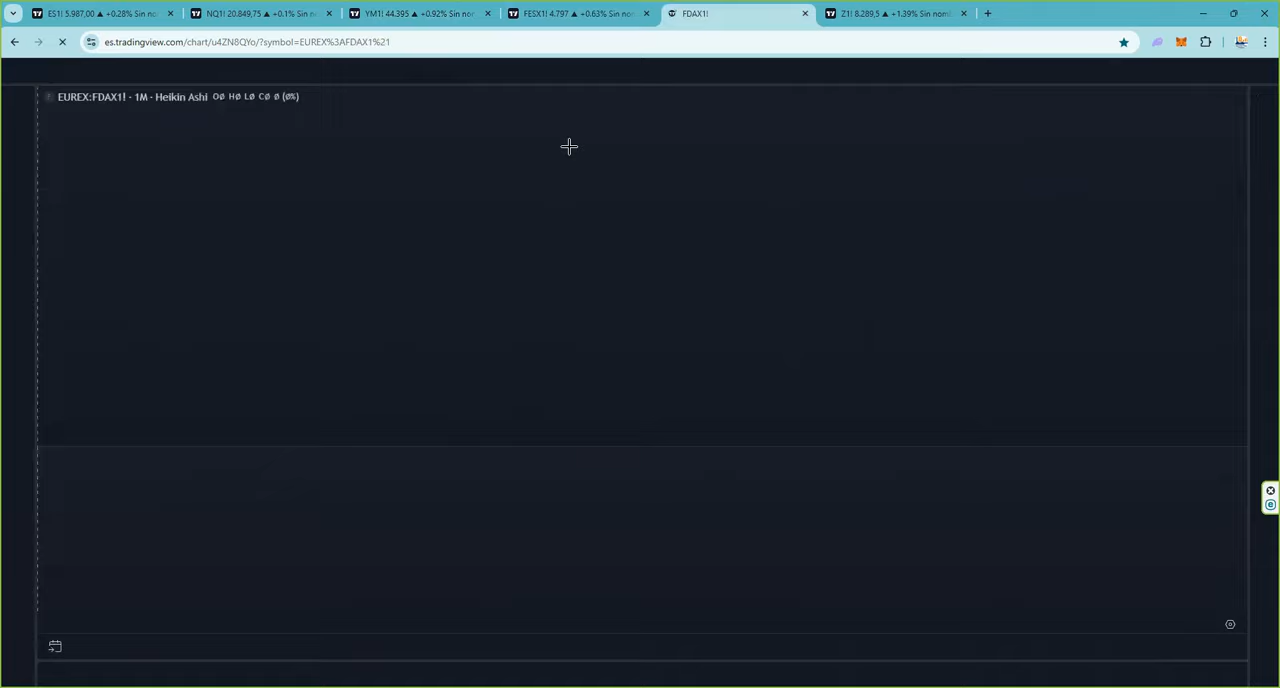 ES1! 5.987,00 ▲ +0.28% Sin no
NQ1! 20.849,75 ▲ +0.1% Sin n
YM1! 44.395 ▲ +0.92% Sin no
FESX1! 4.797 ▲ +0.63% Sin no
FDAX1!
Z1! 8.289,5 ▲ +1.39% Sin nom
es.tradingview.com/chart/u4ZN8QYo/?symbol=EUREX%3AFDAX1%21
EUREX:FDAX1! · 1M · Heikin Ashi O∅ H∅ L∅ C∅ ∅ (∅%)